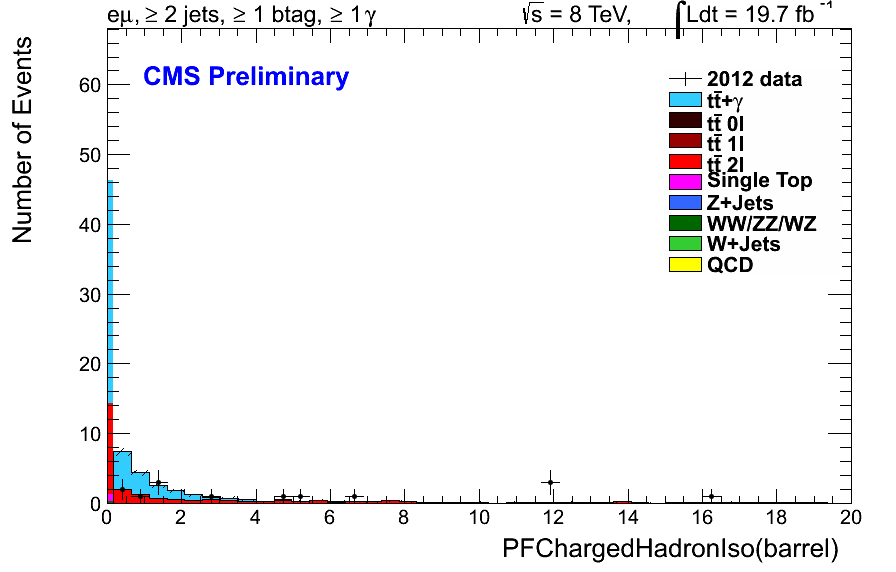 eμ, ≥ 2 jets, ≥ 1 btag, ≥ 1 γ √s = 8 TeV, ∫Ldt = 19.7 fb⁻¹
CMS Preliminary
Number of Events
60
50
40
30
20
10
0
2012 data
tt̄+γ
tt̄ 0l
tt̄ 1l
tt̄ 2l
Single Top
Z+Jets
WW/ZZ/WZ
W+Jets
QCD
0 2 4 6 8 10 12 14 16 18 20
PFChargedHadronIso(barrel)